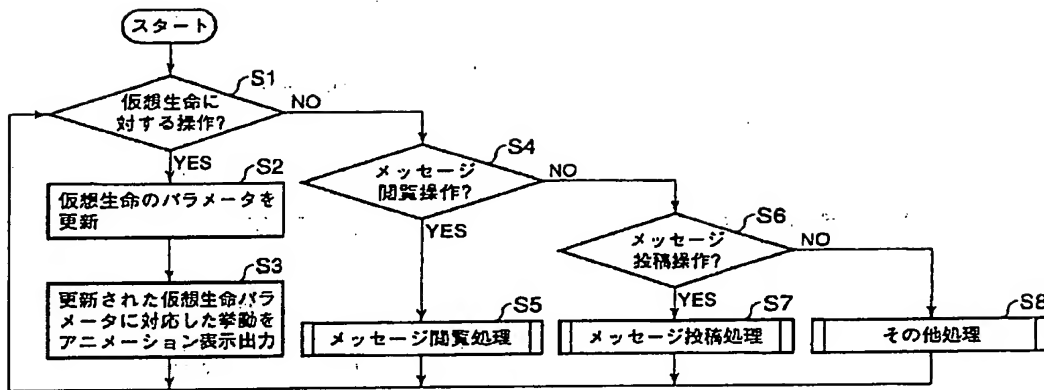 スタート
仮想生命に
対する操作?
S1
NO
YES
S2
仮想生命のパラメータを
更新
S3
更新された仮想生命パラ
メータに対応した挙動を
アニメーション表示出力
S4
メッセージ
閲覧操作?
NO
YES
S5
メッセージ閲覧処理
S6
メッセージ
投稿操作?
NO
YES
S7
メッセージ投稿処理
S8
その他処理